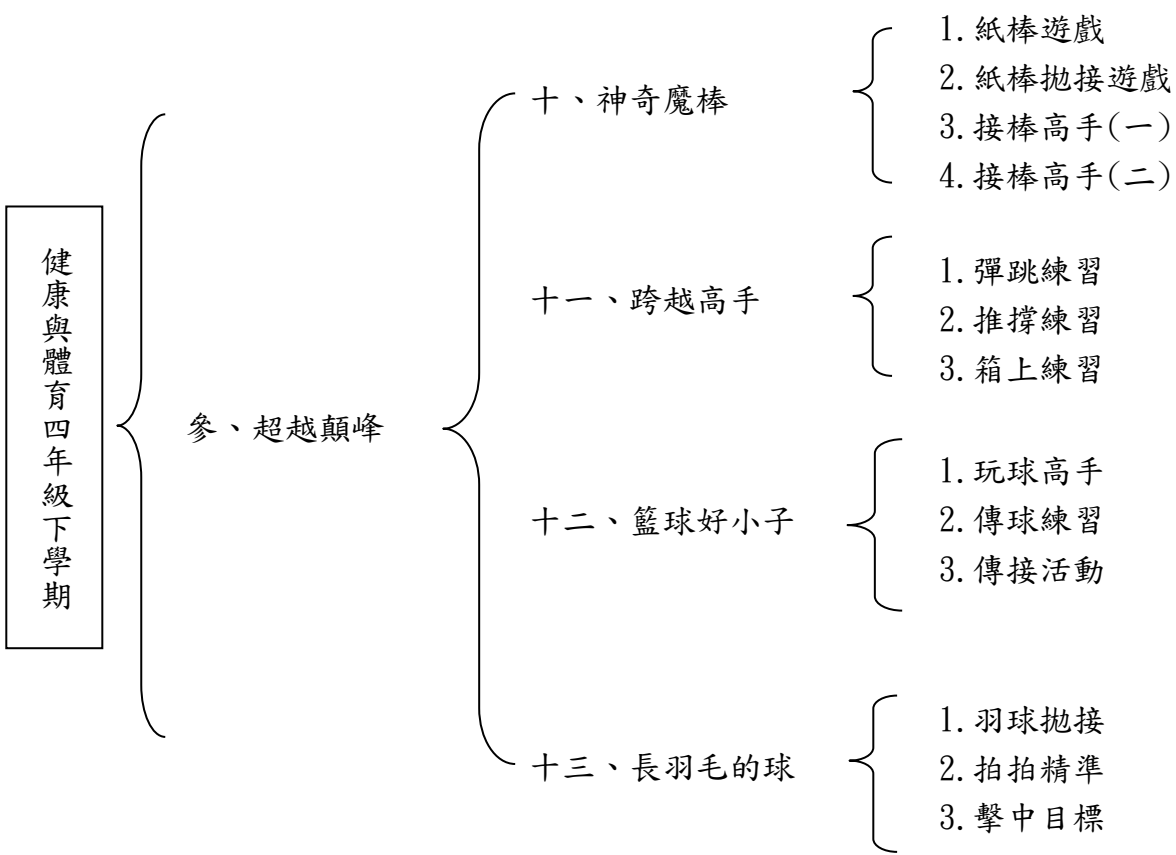 健康與體育四年級下學期
參、超越顛峰
十、神奇魔棒
1.紙棒遊戲
2.紙棒拋接遊戲
3.接棒高手(一)
4.接棒高手(二)
十一、跨越高手
1.彈跳練習
2.推撐練習
3.箱上練習
十二、籃球好小子
1.玩球高手
2.傳球練習
3.傳接活動
十三、長羽毛的球
1.羽球拋接
2.拍拍精準
3.擊中目標